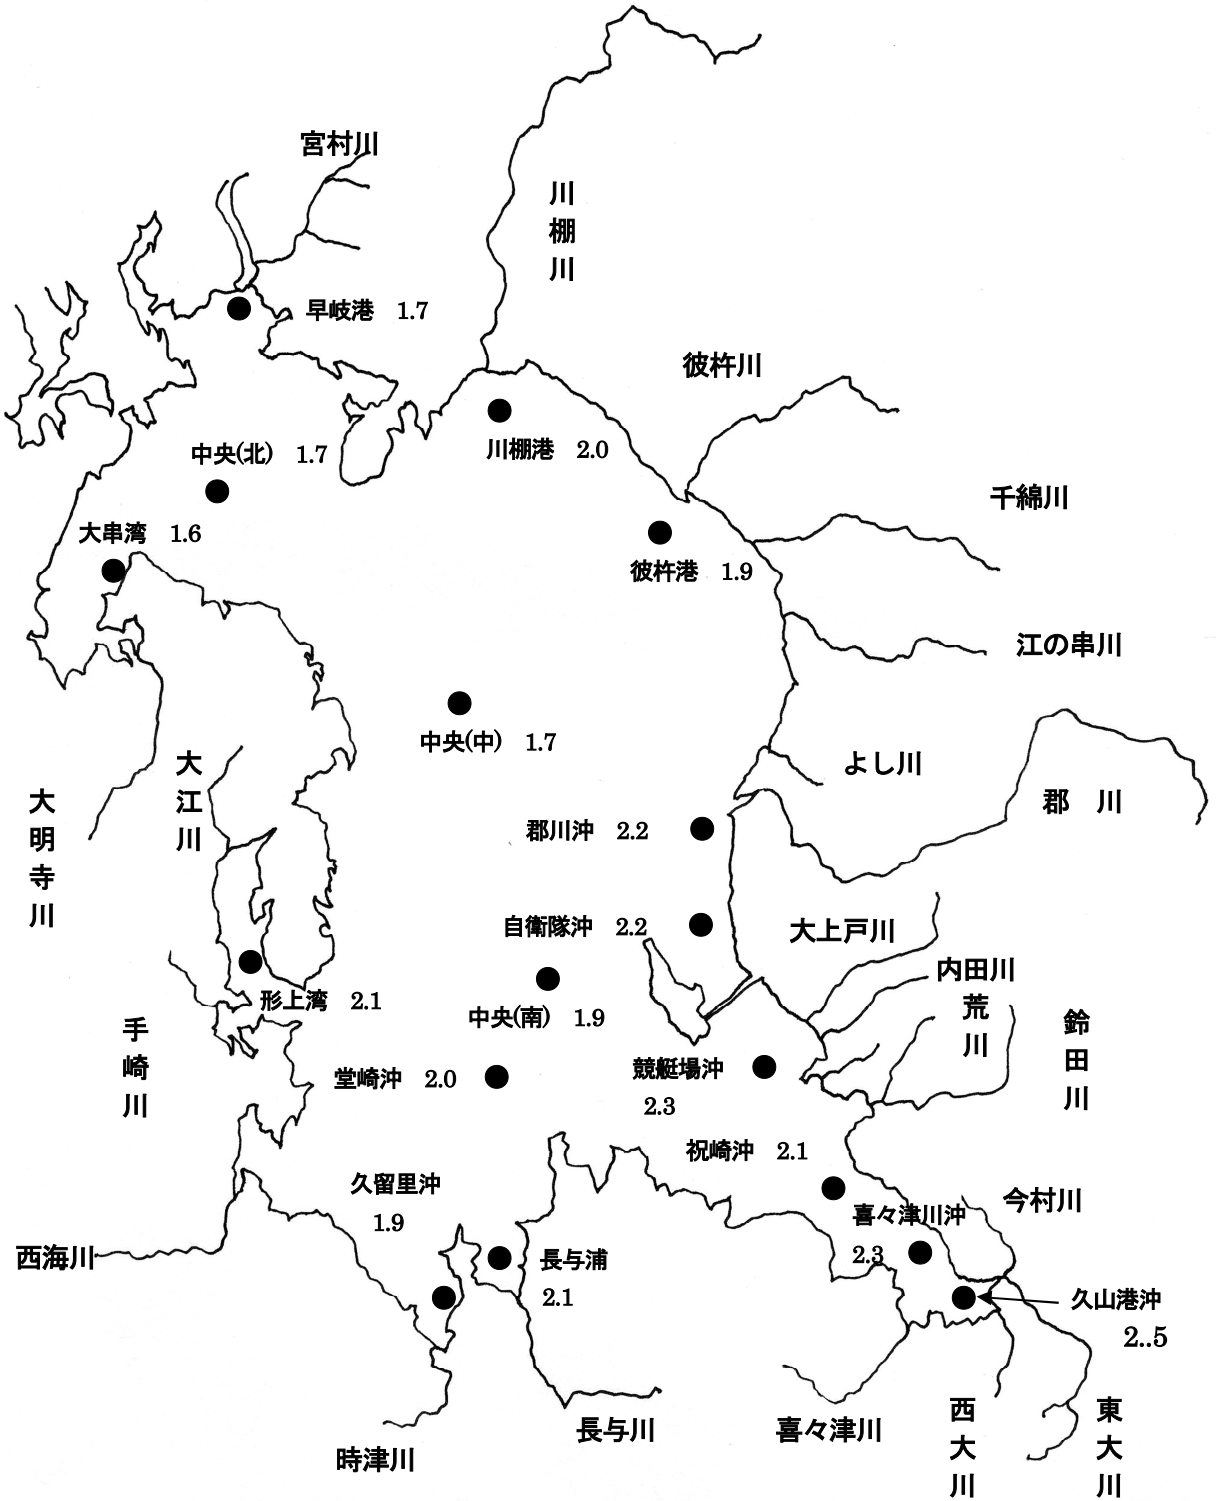 宮村川
川棚川
早岐港 1.7
彼杵川
川棚港 2.0
中央(北) 1.7
千綿川
大串湾 1.6
彼杵港 1.9
江の串川
中央(中) 1.7
よし川
大江川
大明寺川
郡 川
郡川沖 2.2
自衛隊沖 2.2
大上戸川
内田川
荒川
鈴田川
形上湾 2.1
中央(南) 1.9
手崎川
堂崎沖 2.0
競艇場沖
2.3
祝崎沖 2.1
久留里沖
1.9
今村川
喜々津川沖
2.3
西海川
長与浦
2.1
久山港沖
2..5
西大川
東大川
長与川
喜々津川
時津川